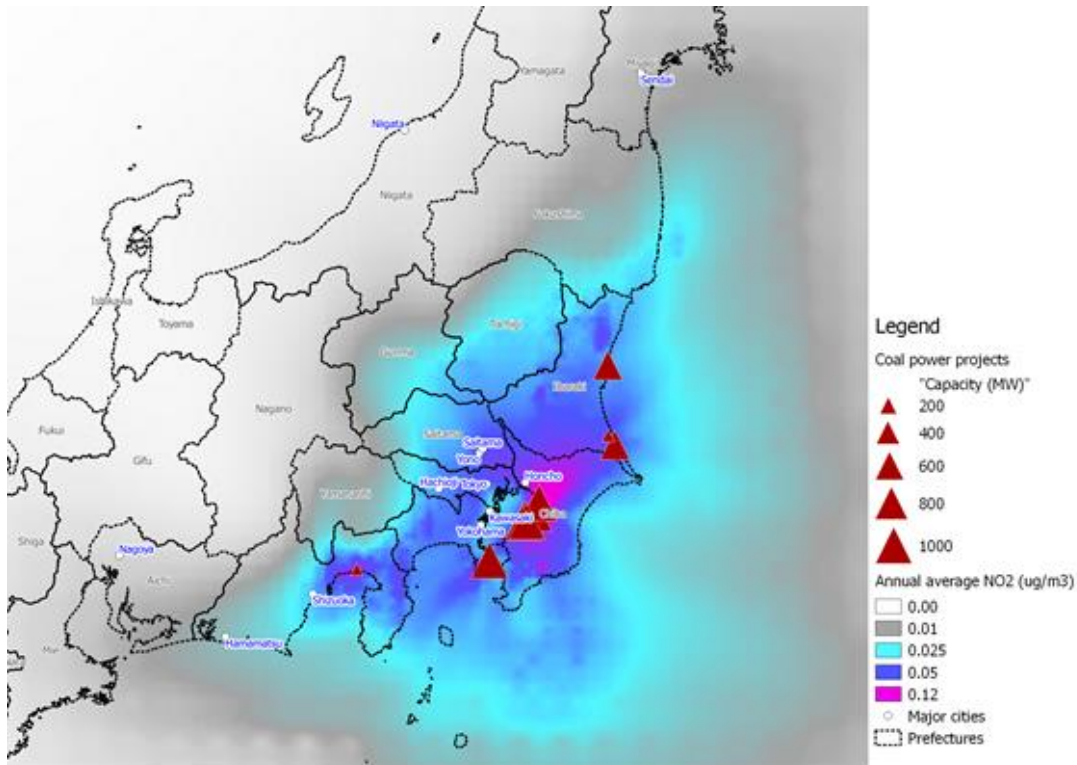 Yamagata
Miyagi
Sendai
Niigata
Niigata
Fukushima
Ishikawa
Toyama
Tochigi
Gunma
Ibaraki
Nagano
Fukui
Gifu
Saitama
Saitama
Yono
Hachioji
Tokyo
Honcho
Yamanashi
Kawasaki
Chiba
Yokohama
Shiga
Nagoya
Aichi
Shizuoka
Hamamatsu
Mie
Legend
Coal power projects
"Capacity (MW)"
200
400
600
800
1000
Annual average NO2 (ug/m3)
0.00
0.01
0.025
0.05
0.12
Major cities
Prefectures